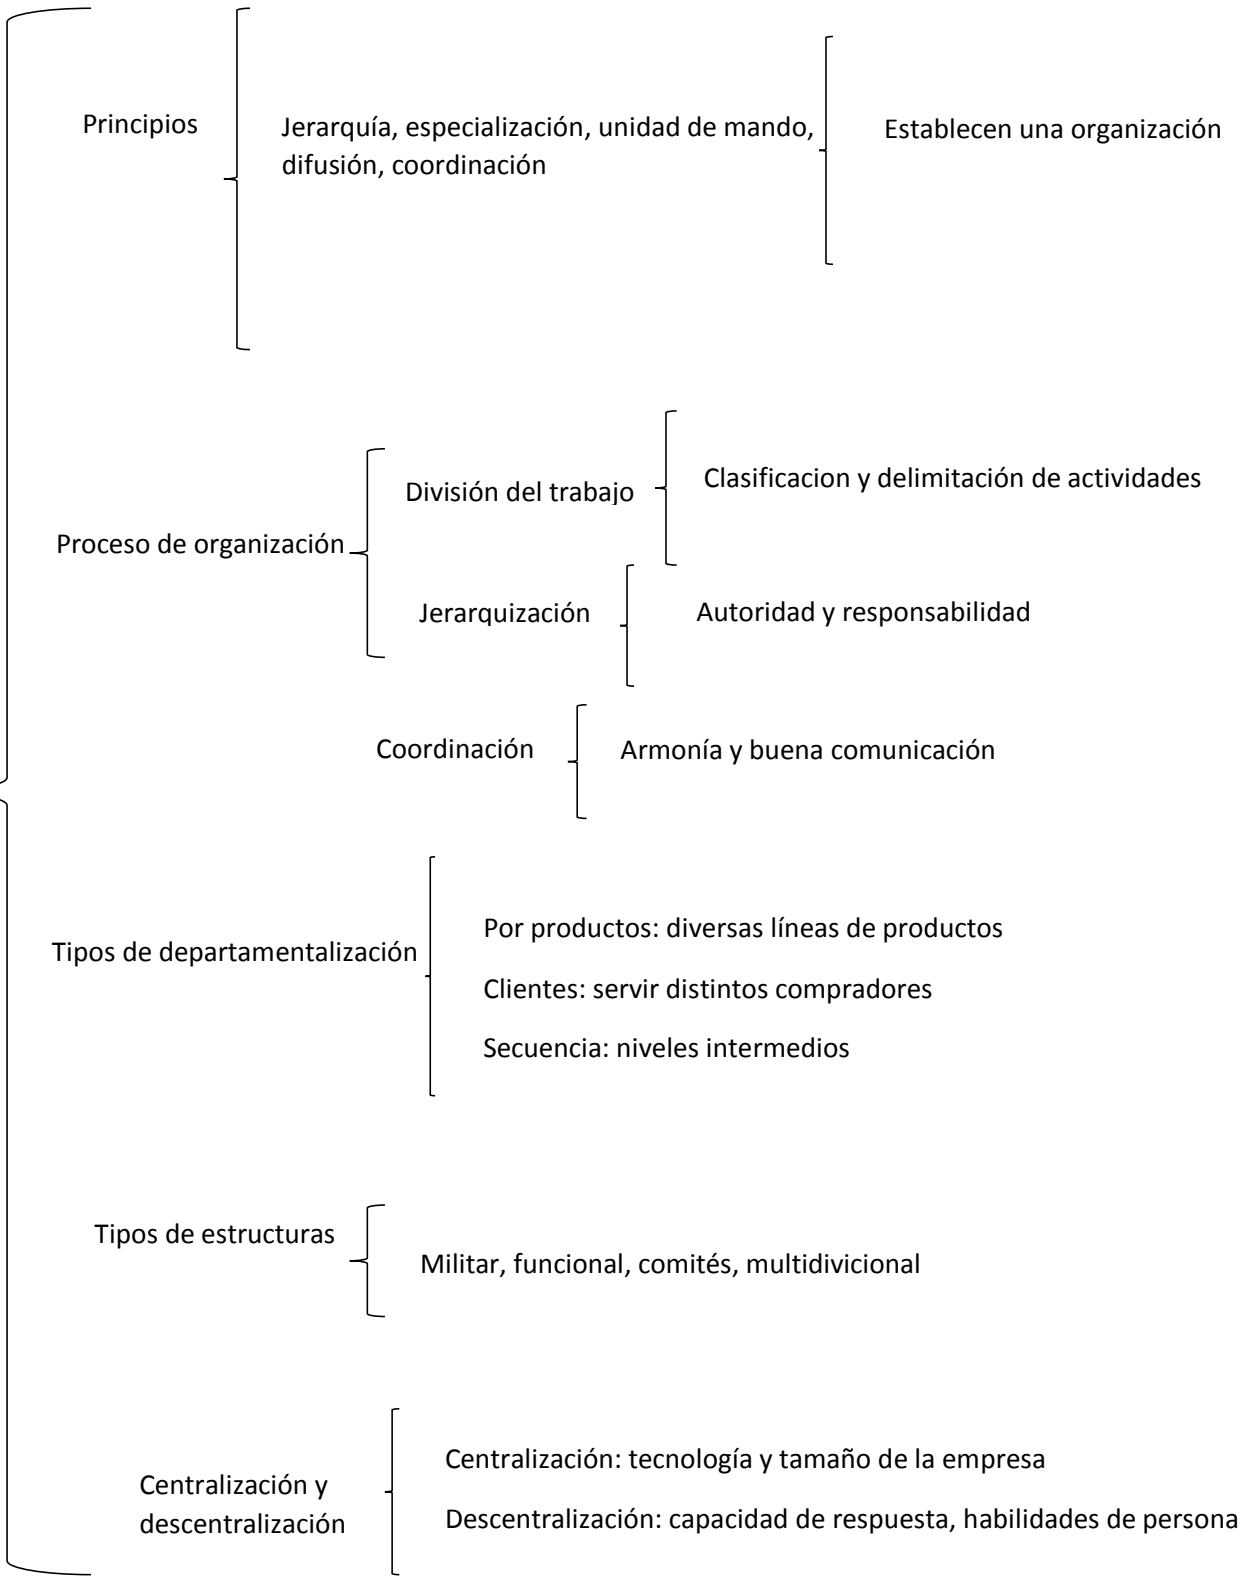 Principios
Jerarquía, especialización, unidad de mando,
difusión, coordinación
Establecen una organización
Proceso de organización
División del trabajo
Clasificacion y delimitación de actividades
Jerarquización
Autoridad y responsabilidad
Coordinación
Armonía y buena comunicación
Tipos de departamentalización
Por productos: diversas líneas de productos
Clientes: servir distintos compradores
Secuencia: niveles intermedios
Tipos de estructuras
Militar, funcional, comités, multidivicional
Centralización y
descentralización
Centralización: tecnología y tamaño de la empresa
Descentralización: capacidad de respuesta, habilidades de persona